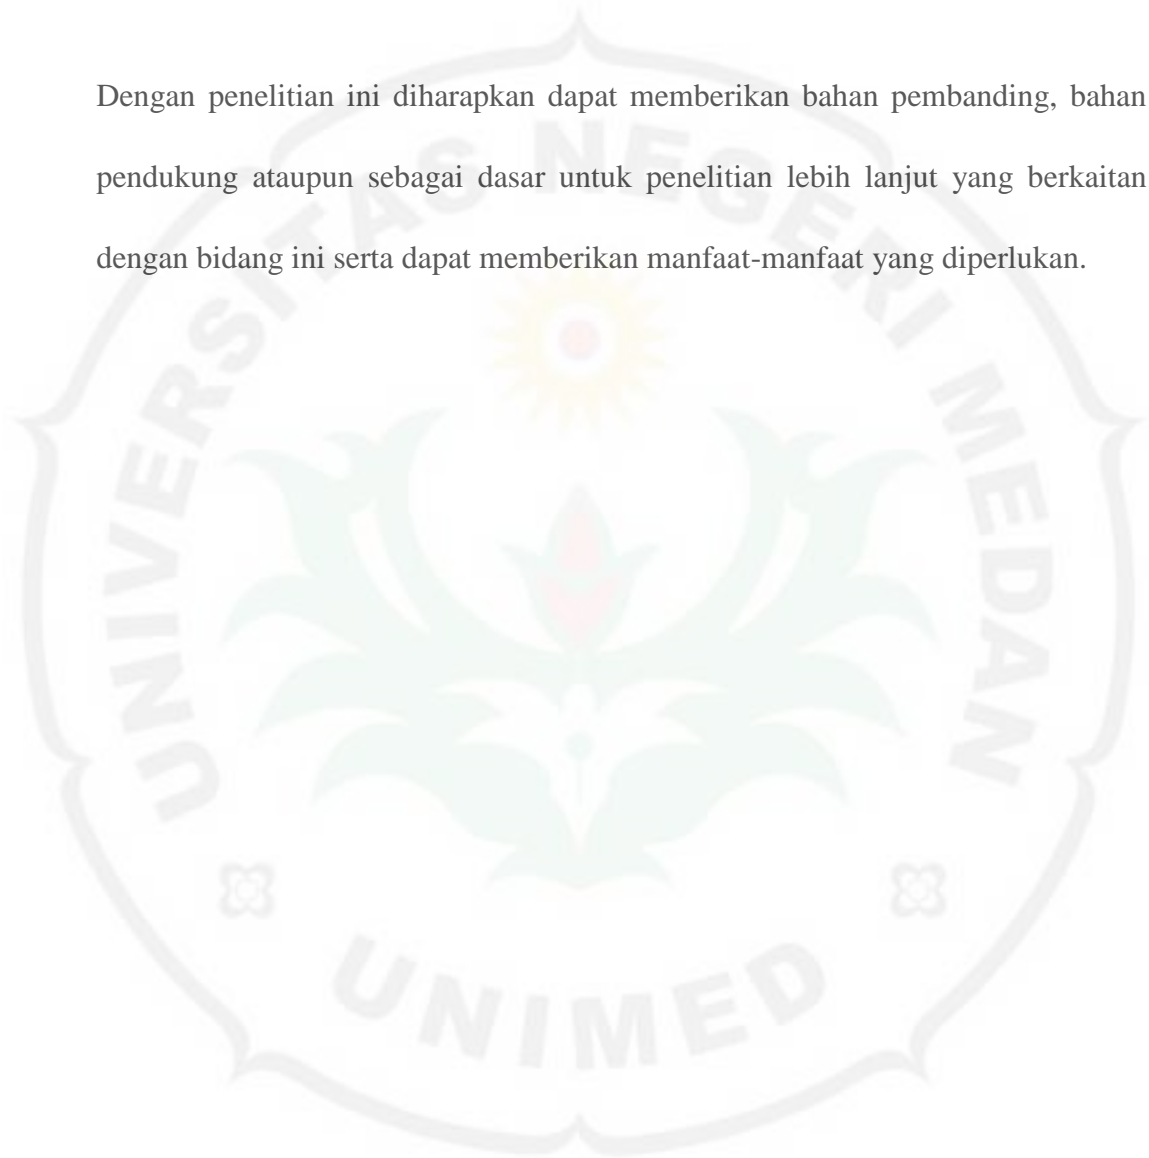 Dengan penelitian ini diharapkan dapat memberikan bahan pembanding, bahan
pendukung ataupun sebagai dasar untuk penelitian lebih lanjut yang berkaitan
dengan bidang ini serta dapat memberikan manfaat-manfaat yang diperlukan.
UNIVERSITAS NEGERI MEDAN
UNIMED